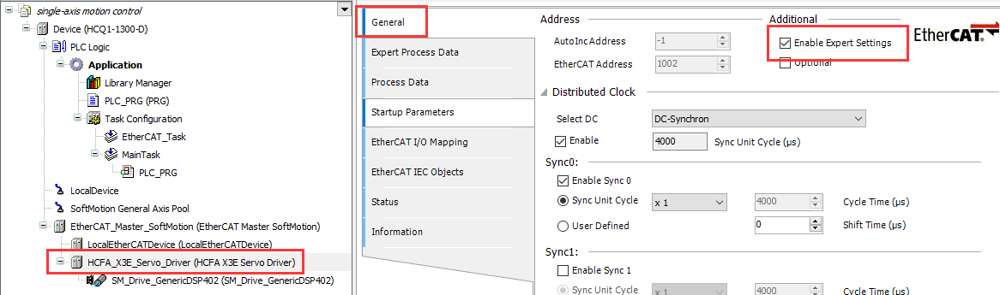 single-axis motion control
Device (HCQ1-1300-D)
PLC Logic
Application
Library Manager
PLC_PRG (PRG)
Task Configuration
EtherCAT_Task
MainTask
PLC_PRG
LocalDevice
SoftMotion General Axis Pool
EtherCAT_Master_SoftMotion (EtherCAT Master SoftMotion)
LocalEtherCATDevice (LocalEtherCATDevice)
HCFA_X3E_Servo_Driver (HCFA X3E Servo Driver)
SM_Drive_GenericDSP402 (SM_Drive_GenericDSP402)
General
Expert Process Data
Process Data
Startup Parameters
EtherCAT I/O Mapping
EtherCAT IEC Objects
Status
Information
Address
AutoInc Address -1
EtherCAT Address 1002
Additional
Enable Expert Settings
Optional
EtherCAT
Distributed Clock
Select DC DC-Synchron
Enable 4000 Sync Unit Cycle (µs)
Sync0:
Enable Sync 0
Sync Unit Cycle x 1 4000 Cycle Time (µs)
User Defined 0 Shift Time (µs)
Sync1:
Enable Sync 1
Sync Unit Cycle x 1 4000 Cycle Time (µs)